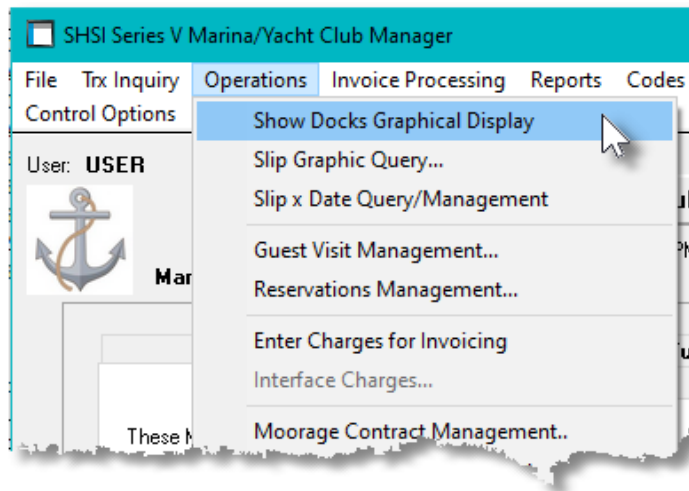 SHSI Series V Marina/Yacht Club Manager
File Trx Inquiry Operations Invoice Processing Reports Codes
Control Options
Show Docks Graphical Display
User: USER
Slip Graphic Query...
Slip x Date Query/Management
Guest Visit Management...
Mar
Reservations Management...
Enter Charges for Invoicing
Interface Charges...
These
Moorage Contract Management..